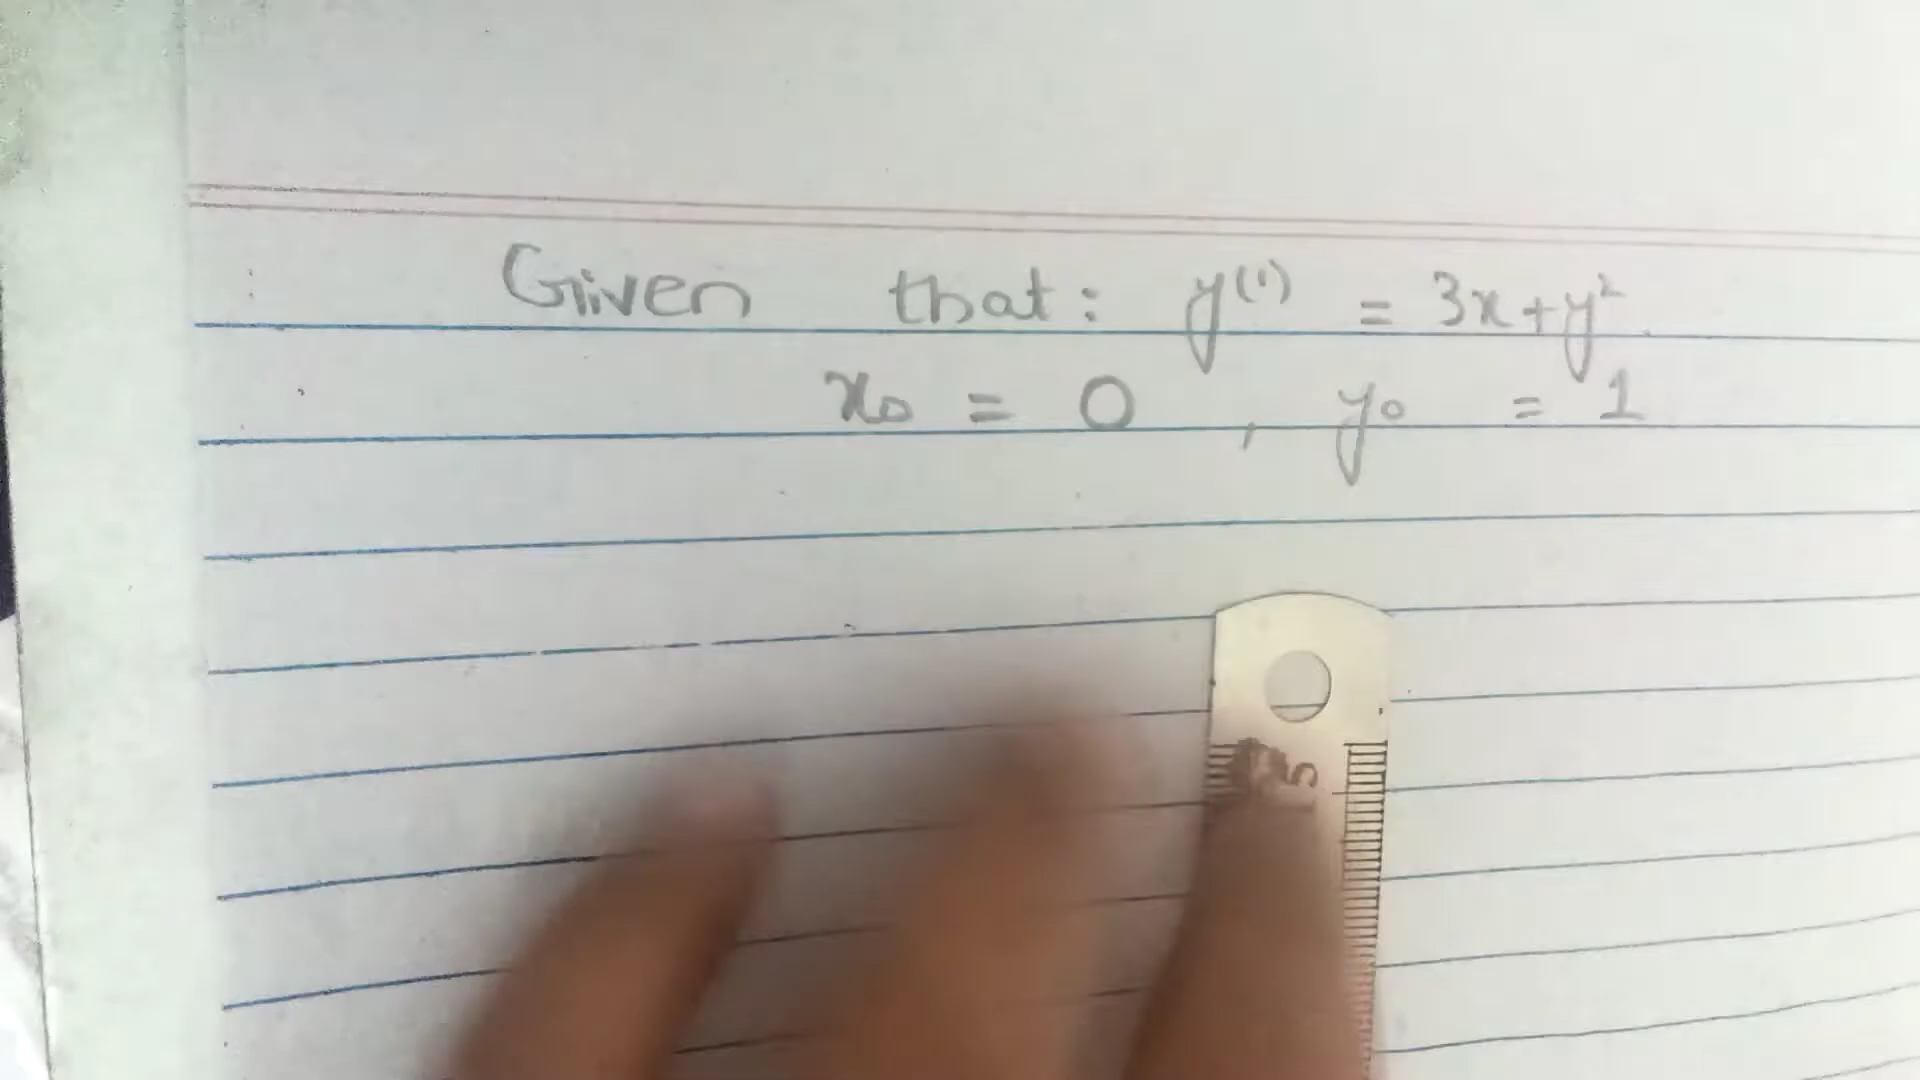 Given that: y⁽¹⁾ = 3x+y²
x₀ = 0 , y₀ = 1